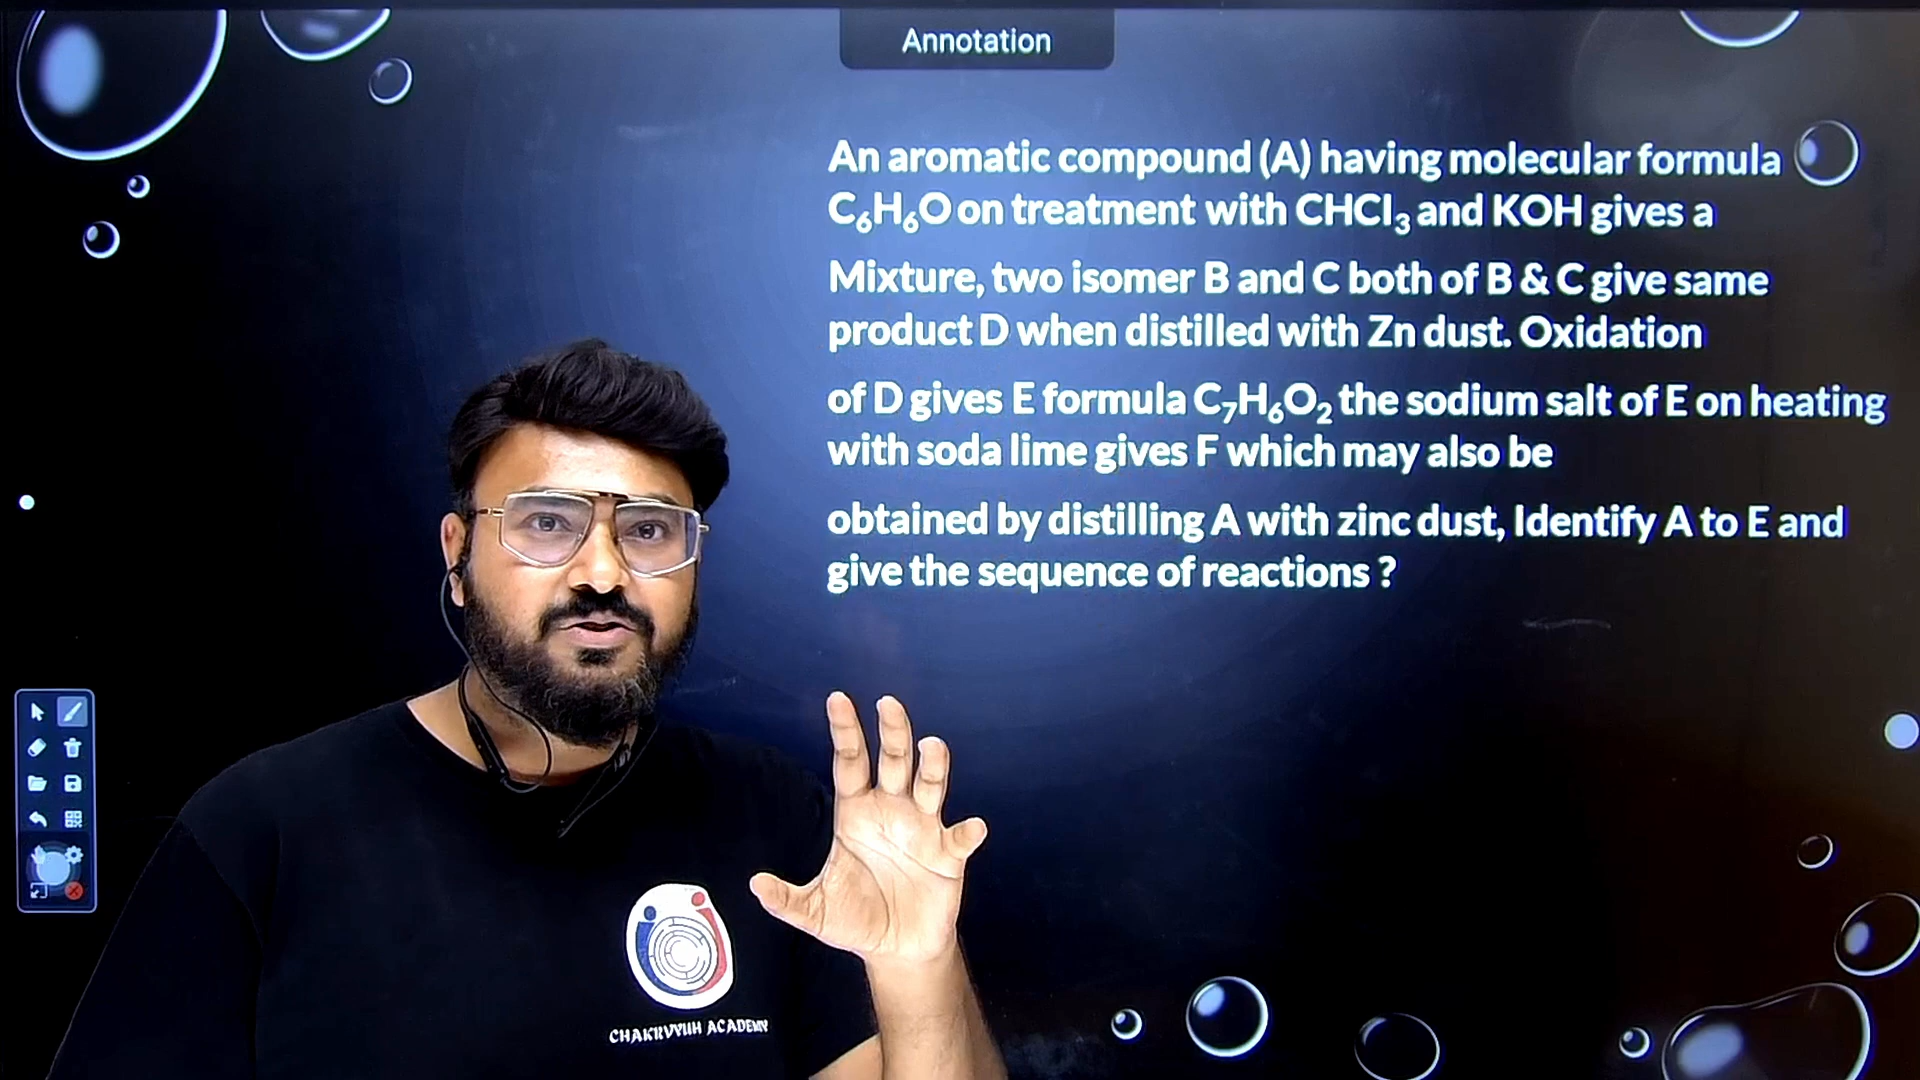 Annotation
An aromatic compound (A) having molecular formula
C₆H₆O on treatment with CHCl₃ and KOH gives a
Mixture, two isomer B and C both of B & C give same
product D when distilled with Zn dust. Oxidation
of D gives E formula C₇H₆O₂ the sodium salt of E on heating
with soda lime gives F which may also be
obtained by distilling A with zinc dust, Identify A to E and
give the sequence of reactions ?
CHAKRVYUH ACADEMY